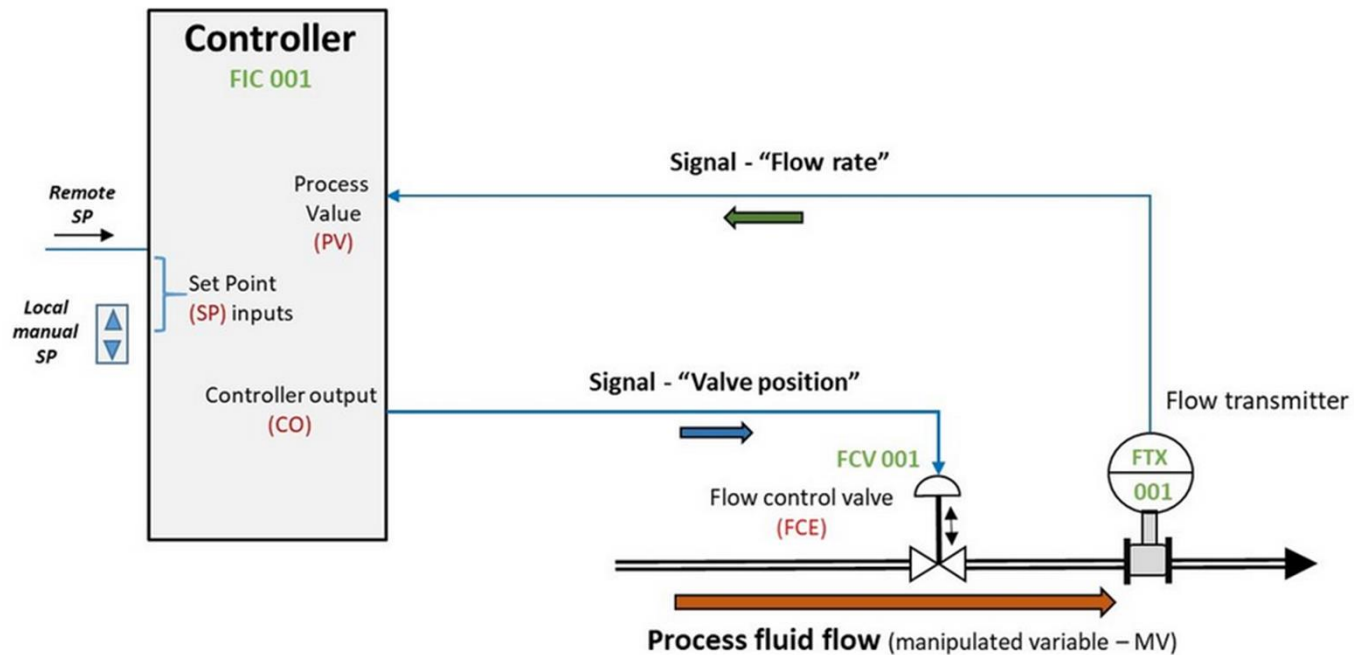 Controller
FIC 001
Signal - “Flow rate”
Process
Value
(PV)
Remote
SP
Set Point
(SP) inputs
Local
manual
SP
Signal - “Valve position”
Controller output
(CO)
Flow transmitter
FCV 001
FTX
001
Flow control valve
(FCE)
Process fluid flow (manipulated variable – MV)